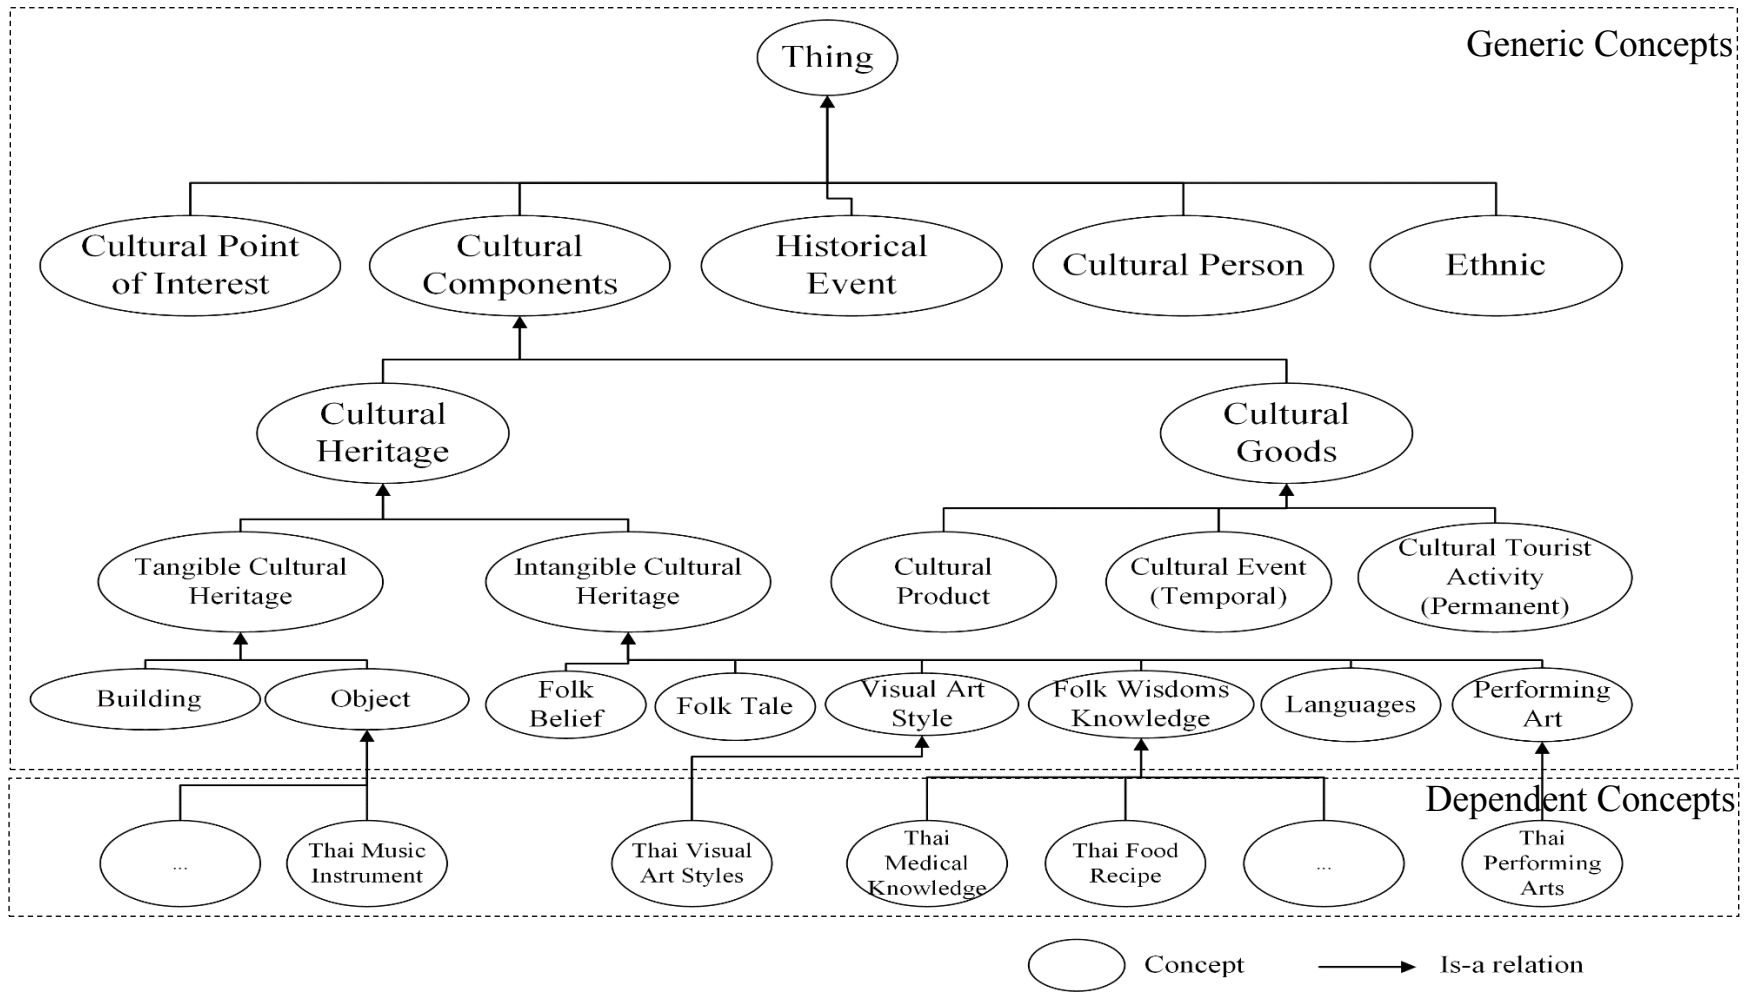 Generic Concepts
Thing
Cultural Point
of Interest
Cultural
Components
Historical
Event
Cultural Person
Ethnic
Cultural
Heritage
Cultural
Goods
Tangible Cultural
Heritage
Intangible Cultural
Heritage
Cultural
Product
Cultural Event
(Temporal)
Cultural Tourist
Activity
(Permanent)
Building
Object
Folk
Belief
Folk Tale
Visual Art
Style
Folk Wisdoms
Knowledge
Languages
Performing
Art
Dependent Concepts
...
Thai Music
Instrument
Thai Visual
Art Styles
Thai
Medical
Knowledge
Thai Food
Recipe
...
Thai
Performing
Arts
Concept
Is-a relation